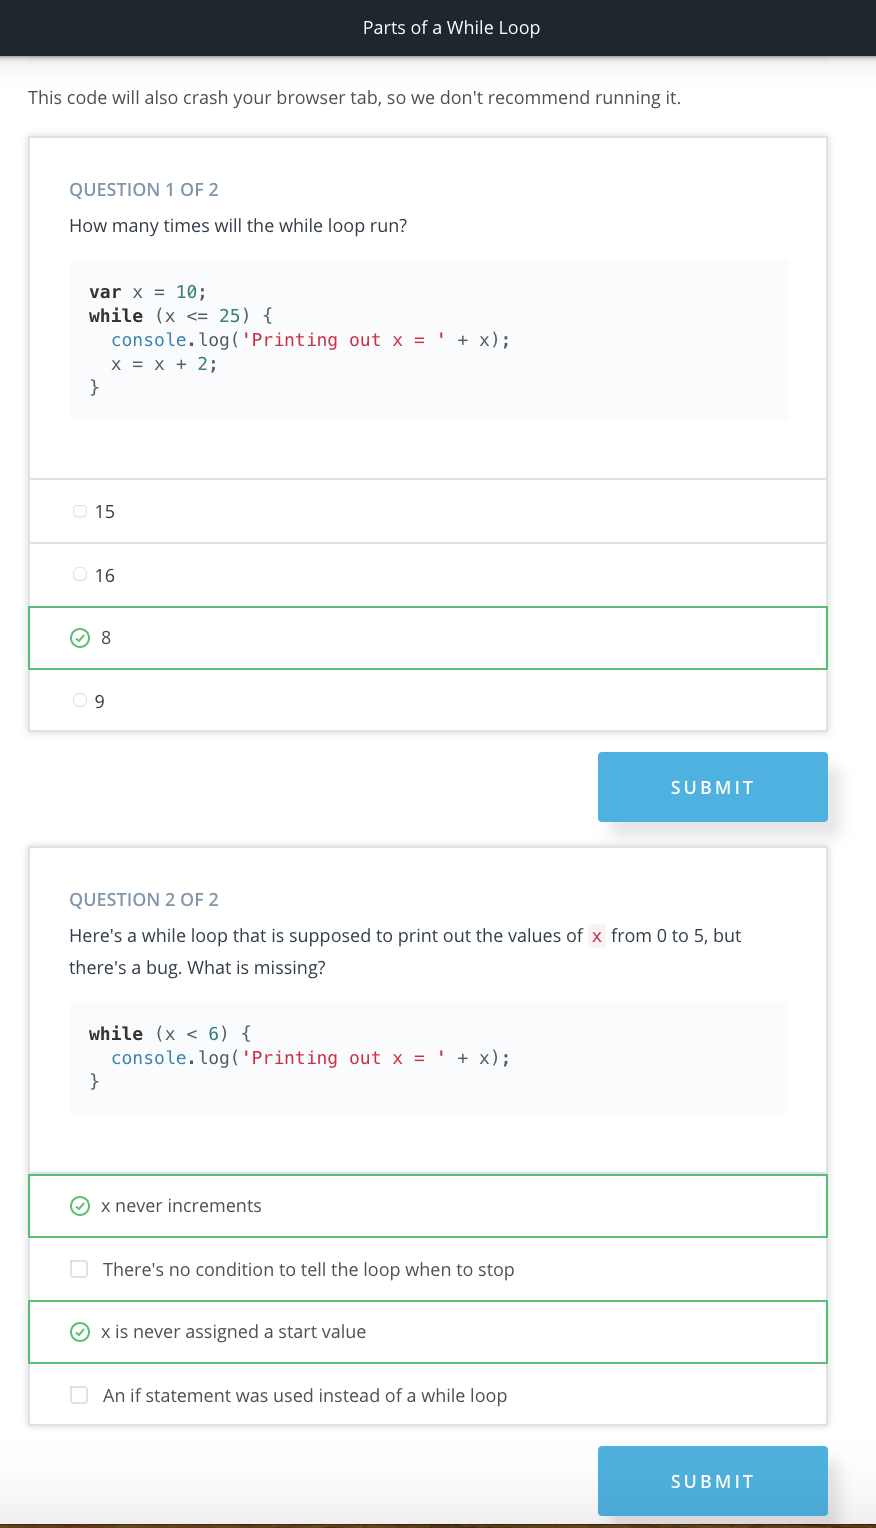 Parts of a While Loop
This code will also crash your browser tab, so we don't recommend running it.
QUESTION 1 OF 2
How many times will the while loop run?
var x = 10;
while (x <= 25) {
  console.log('Printing out x = ' + x);
  x = x + 2;
}
15
16
8
9
SUBMIT
QUESTION 2 OF 2
Here's a while loop that is supposed to print out the values of x from 0 to 5, but
there's a bug. What is missing?
while (x < 6) {
  console.log('Printing out x = ' + x);
}
x never increments
There's no condition to tell the loop when to stop
x is never assigned a start value
An if statement was used instead of a while loop
SUBMIT